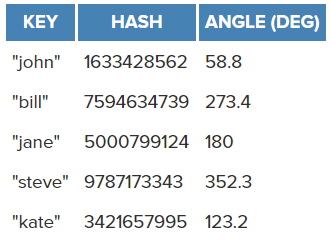 KEY HASH ANGLE (DEG)
"john" 1633428562 58.8
"bill" 7594634739 273.4
"jane" 5000799124 180
"steve" 9787173343 352.3
"kate" 3421657995 123.2